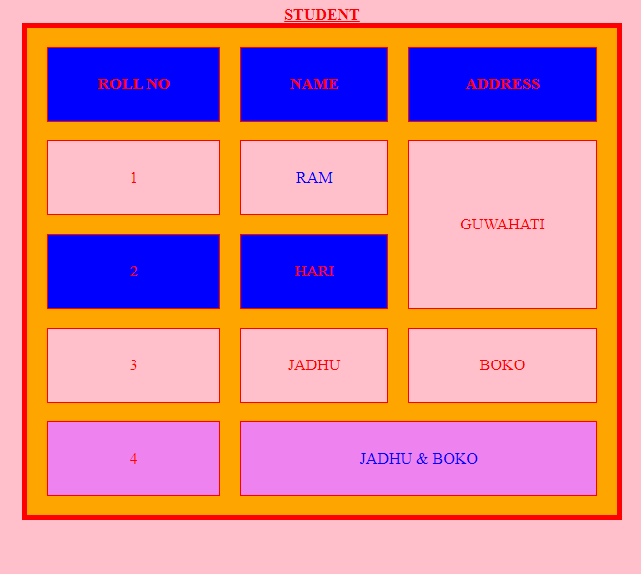 STUDENT
ROLL NO NAME ADDRESS
1 RAM GUWAHATI
2 HARI
3 JADHU BOKO
4 JADHU & BOKO